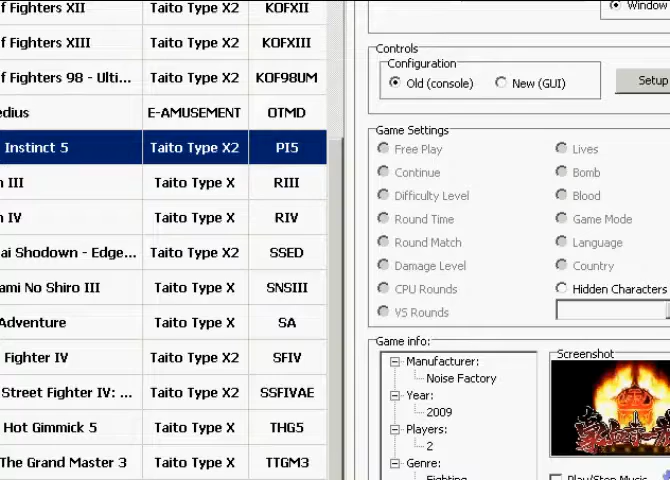 f Fighters XII Taito Type X2 KOFXII
f Fighters XIII Taito Type X2 KOFXIII
f Fighters 98 - Ulti... Taito Type X2 KOF98UM
edius E-AMUSEMENT OTMD
Instinct 5 Taito Type X2 PI5
n III Taito Type X RIII
n IV Taito Type X RIV
ai Shodown - Edge... Taito Type X2 SSED
ami No Shiro III Taito Type X2 SNSIII
Adventure Taito Type X SA
Fighter IV Taito Type X2 SFIV
Street Fighter IV: ... Taito Type X2 SSFIVAE
Hot Gimmick 5 Taito Type X THG5
The Grand Master 3 Taito Type X TTGM3
Window
Controls
Configuration
Old (console) New (GUI) Setup
Game Settings
Free Play Lives
Continue Bomb
Difficulty Level Blood
Round Time Game Mode
Round Match Language
Damage Level Country
CPU Rounds Hidden Characters
VS Rounds
Game info:
Manufacturer:
Noise Factory
Year:
2009
Players:
2
Genre:
Fighting
Screenshot
Play/Stop Music